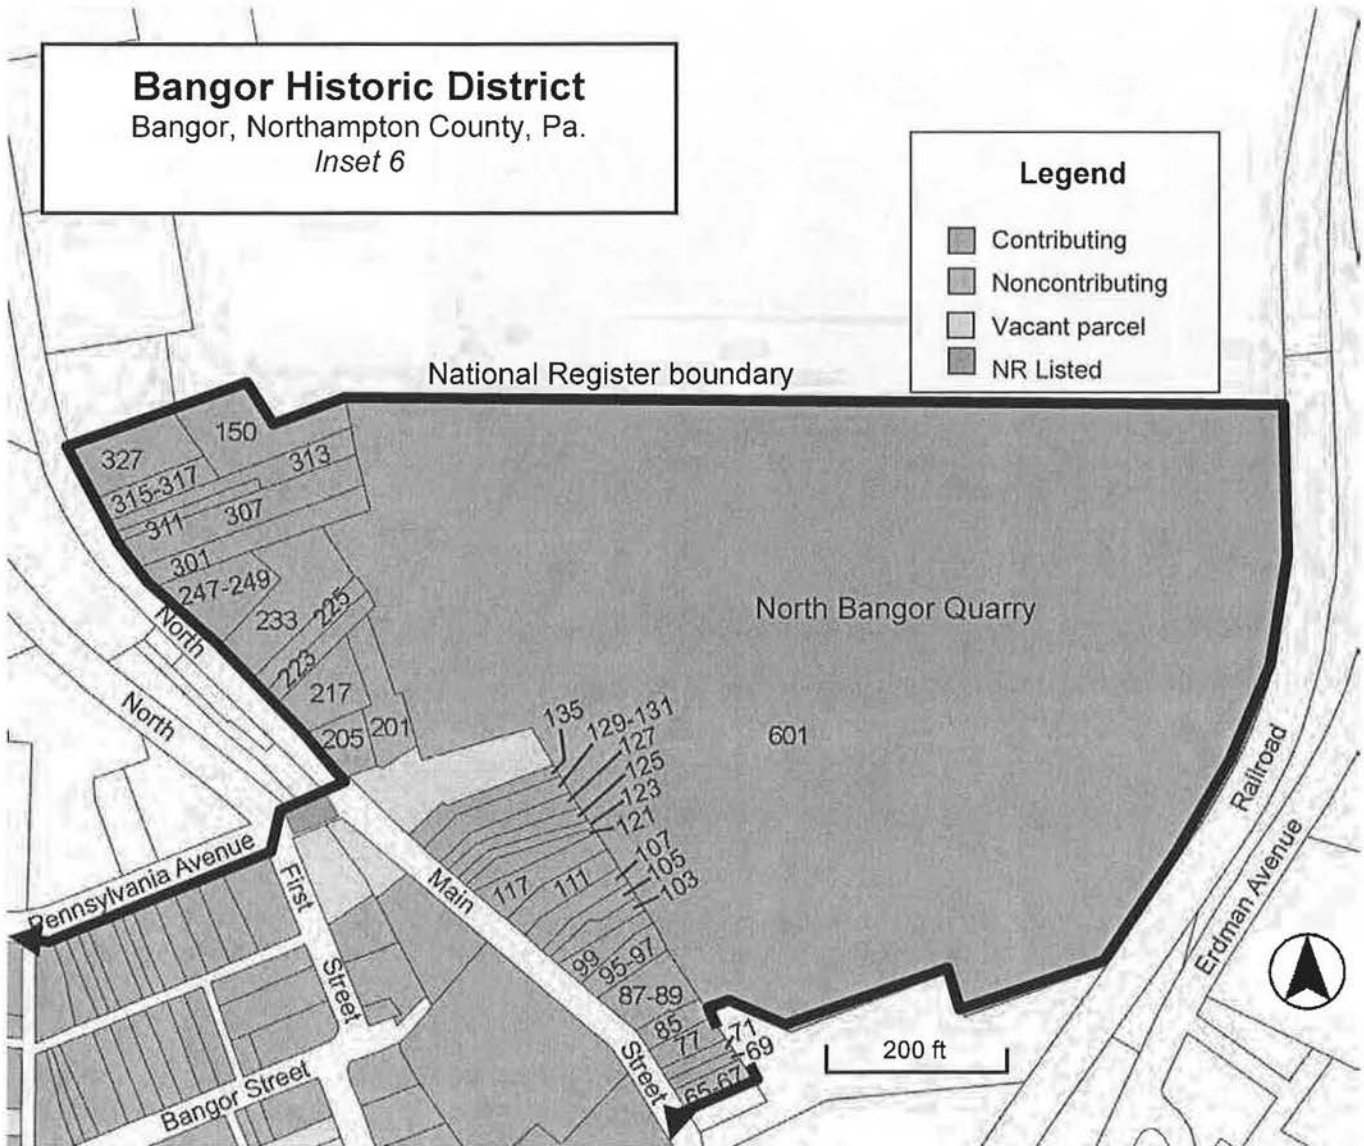 Bangor Historic District
Bangor, Northampton County, Pa.
Inset 6
Legend
Contributing
Noncontributing
Vacant parcel
NR Listed
National Register boundary
150
327
313
315-317
311
307
301
247-249
North
233
225
223
217
North
205
201
North Bangor Quarry
601
135
129-131
127
125
123
121
107
105
103
117
111
Main
Railroad
Erdman Avenue
Pennsylvania Avenue
First
Street
99
95-97
87-89
85
77
71
69
65-67
Street
200 ft
Bangor Street